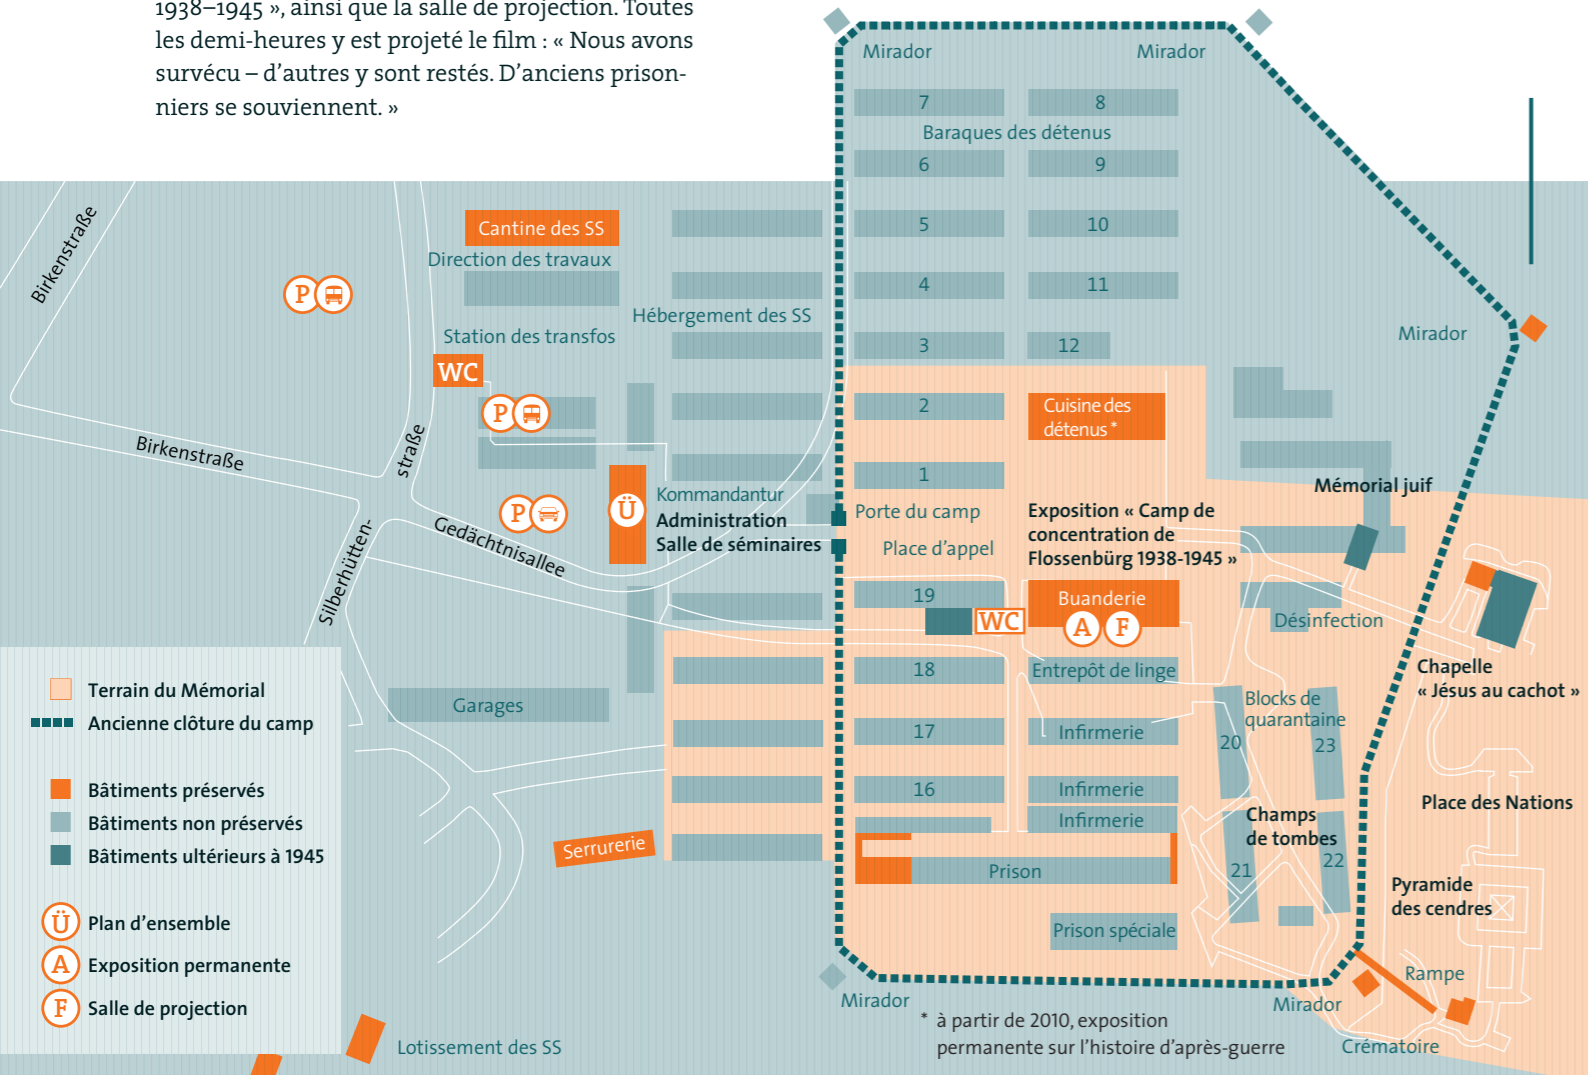 1938–1945 », ainsi que la salle de projection. Toutes
les demi-heures y est projeté le film : « Nous avons
survécu – d’autres y sont restés. D’anciens prison-
niers se souviennent. »
Mirador
Mirador
7
8
Baraques des détenus
6
9
5
10
4
11
3
12
Mirador
Birkenstraße
P
Cantine des SS
Direction des travaux
Hébergement des SS
Station des transfos
WC
P
2
Cuisine des
détenus *
Birkenstraße
straße
1
Mémorial juif
P
Gedächtnisallee
Silberhütten-
Ü
Kommandantur
Administration
Salle de séminaires
Porte du camp
Place d’appel
Exposition « Camp de
concentration de
Flossenbürg 1938-1945 »
19
WC
Buanderie
A
F
Désinfection
18
Entrepôt de linge
Chapelle
« Jésus au cachot »
Garages
17
Infirmerie
Blocks de
quarantaine
20
23
16
Infirmerie
Infirmerie
Place des Nations
Champs
de tombes
Serrurerie
Prison
21
22
Pyramide
des cendres
Prison spéciale
Rampe
Mirador
Mirador
Crématoire
* à partir de 2010, exposition
permanente sur l’histoire d’après-guerre
Lotissement des SS
Terrain du Mémorial
Ancienne clôture du camp
Bâtiments préservés
Bâtiments non préservés
Bâtiments ultérieurs à 1945
Ü Plan d’ensemble
A Exposition permanente
F Salle de projection